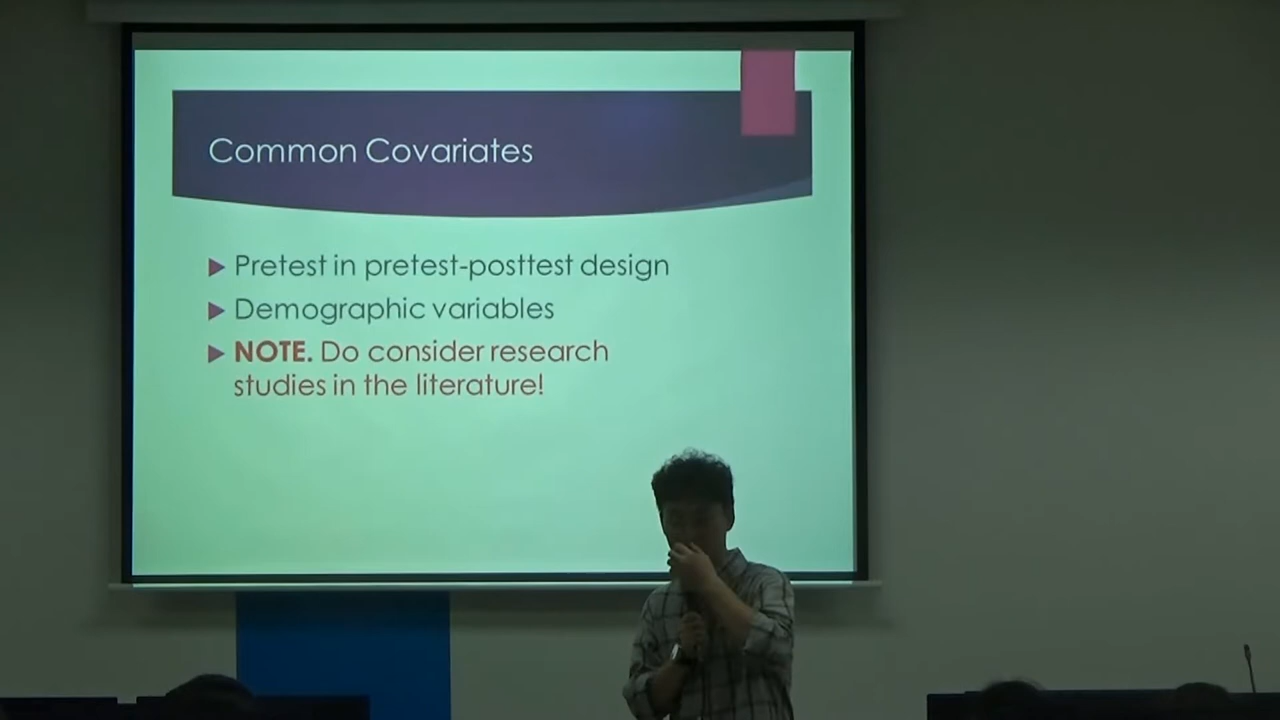 Common Covariates
Pretest in pretest-posttest design
Demographic variables
NOTE. Do consider research
studies in the literature!